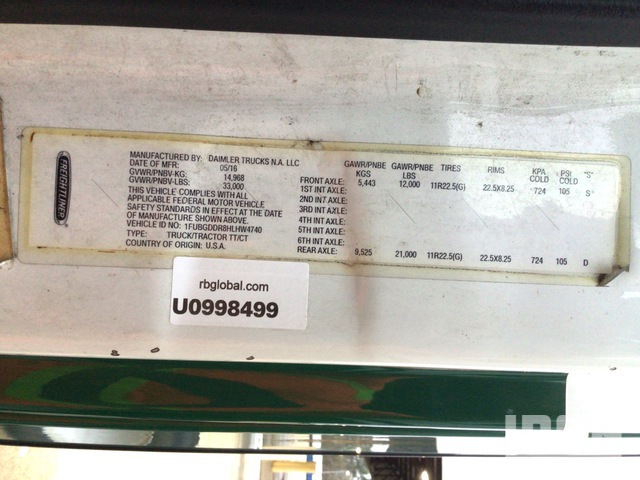 FREIGHTLINER
MANUFACTURED BY: DAIMLER TRUCKS N.A. LLC
DATE OF MFR: 05/16
GVWR/PNBV-KG: 14,968
GVWR/PNBV-LBS: 33,000
THIS VEHICLE COMPLIES WITH ALL
APPLICABLE FEDERAL MOTOR VEHICLE
SAFETY STANDARDS IN EFFECT AT THE DATE
OF MANUFACTURE SHOWN ABOVE.
VEHICLE ID NO.: 1FUBGDDR8HLHW4740
TYPE: TRUCK/TRACTOR TT/CT
COUNTRY OF ORIGIN: U.S.A.
GAWR/PNBE KGS GAWR/PNBE LBS TIRES RIMS KPA COLD PSI COLD "S"
FRONT AXLE: 5,443 12,000 11R22.5(G) 22.5X8.25 724 105 S
1ST INT AXLE:
2ND INT AXLE:
3RD INT AXLE:
4TH INT AXLE:
5TH INT AXLE:
6TH INT AXLE:
REAR AXLE: 9,525 21,000 11R22.5(G) 22.5X8.25 724 105 D
rbglobal.com
U0998499